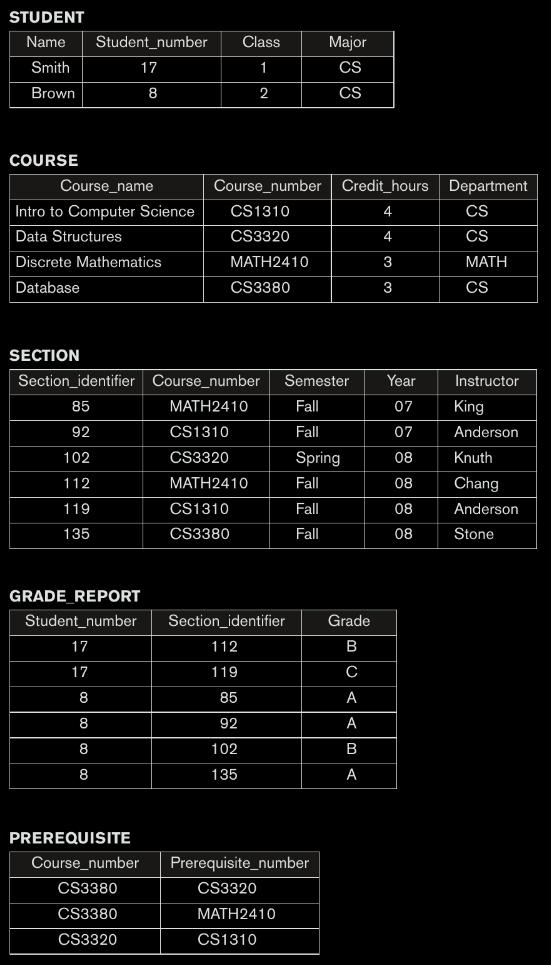 STUDENT
Name Student_number Class Major
Smith 17 1 CS
Brown 8 2 CS
COURSE
Course_name Course_number Credit_hours Department
Intro to Computer Science CS1310 4 CS
Data Structures CS3320 4 CS
Discrete Mathematics MATH2410 3 MATH
Database CS3380 3 CS
SECTION
Section_identifier Course_number Semester Year Instructor
85 MATH2410 Fall 07 King
92 CS1310 Fall 07 Anderson
102 CS3320 Spring 08 Knuth
112 MATH2410 Fall 08 Chang
119 CS1310 Fall 08 Anderson
135 CS3380 Fall 08 Stone
GRADE_REPORT
Student_number Section_identifier Grade
17 112 B
17 119 C
8 85 A
8 92 A
8 102 B
8 135 A
PREREQUISITE
Course_number Prerequisite_number
CS3380 CS3320
CS3380 MATH2410
CS3320 CS1310